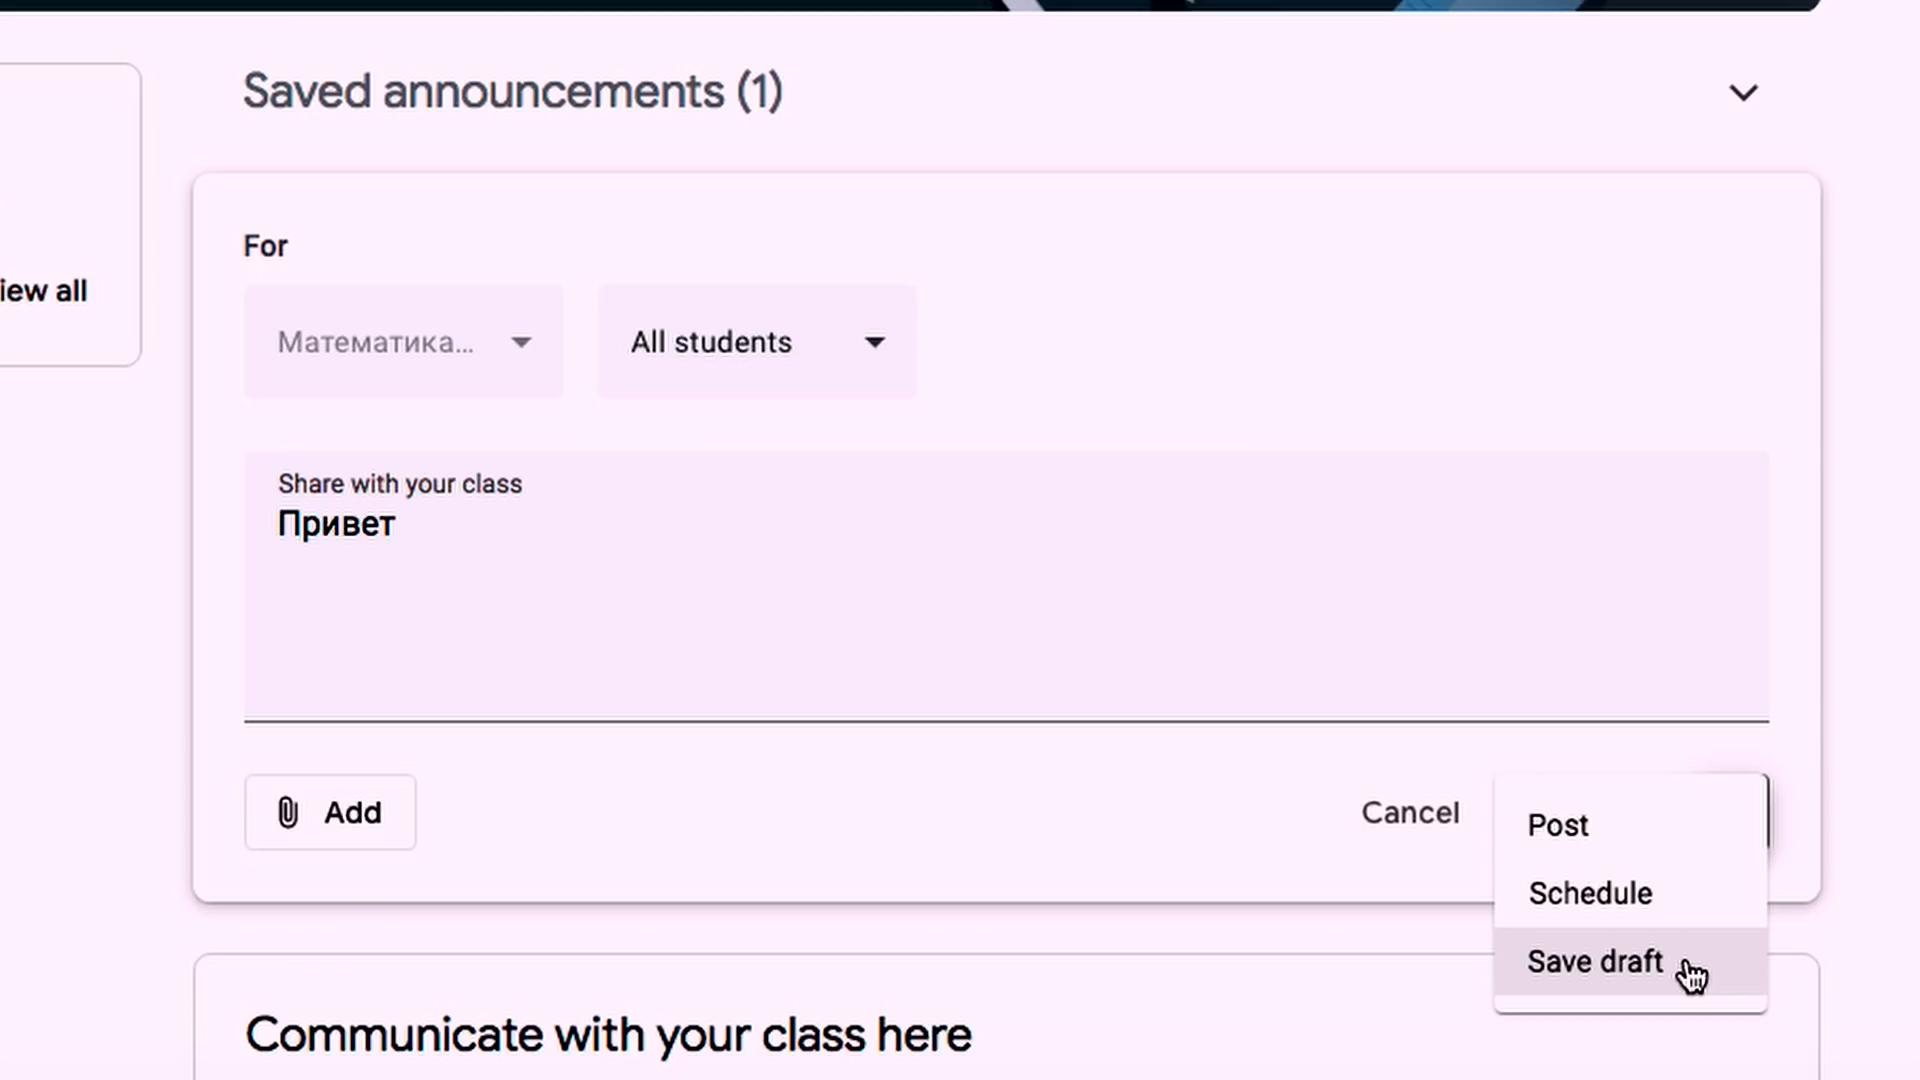 Saved announcements (1)
For
iew all
Математика...
All students
Share with your class
Привет
Add
Cancel
Post
Schedule
Save draft
Communicate with your class here